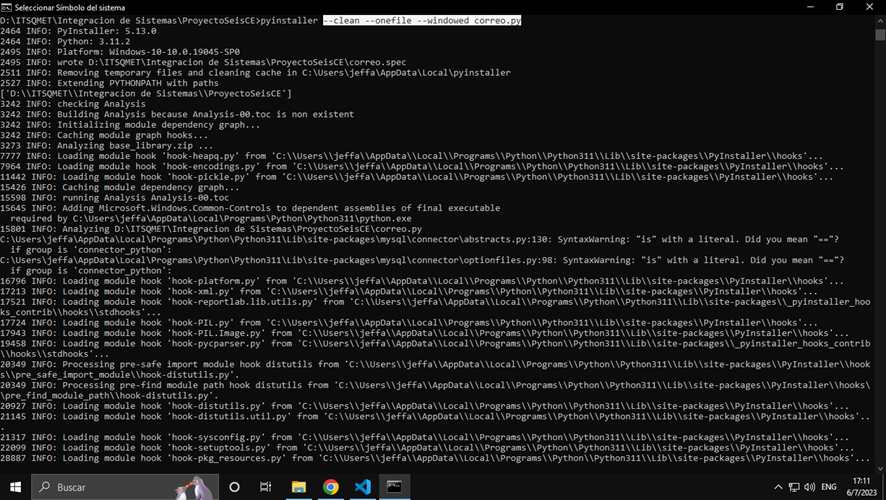 Seleccionar Símbolo del sistema
D:\ITSQMET\Integracion de Sistemas\ProyectoSeisCE>pyinstaller --clean --onefile --windowed correo.py
2464 INFO: PyInstaller: 5.13.0
2464 INFO: Python: 3.11.2
2495 INFO: Platform: Windows-10-10.0.19045-SP0
2495 INFO: wrote D:\ITSQMET\Integracion de Sistemas\ProyectoSeisCE\correo.spec
2511 INFO: Removing temporary files and cleaning cache in C:\Users\jeffa\AppData\Local\pyinstaller
2527 INFO: Extending PYTHONPATH with paths
['D:\\ITSQMET\\Integracion de Sistemas\\ProyectoSeisCE']
3242 INFO: checking Analysis
3242 INFO: Building Analysis because Analysis-00.toc is non existent
3242 INFO: Initializing module dependency graph...
3242 INFO: Caching module graph hooks...
3273 INFO: Analyzing base_library.zip ...
7777 INFO: Loading module hook 'hook-heapq.py' from 'C:\\Users\\jeffa\\AppData\\Local\\Programs\\Python\\Python311\\Lib\\site-packages\\PyInstaller\\hooks'...
7964 INFO: Loading module hook 'hook-encodings.py' from 'C:\\Users\\jeffa\\AppData\\Local\\Programs\\Python\\Python311\\Lib\\site-packages\\PyInstaller\\hooks'...
11442 INFO: Loading module hook 'hook-pickle.py' from 'C:\\Users\\jeffa\\AppData\\Local\\Programs\\Python\\Python311\\Lib\\site-packages\\PyInstaller\\hooks'...
15426 INFO: Caching module dependency graph...
15598 INFO: running Analysis Analysis-00.toc
15645 INFO: Adding Microsoft.Windows.Common-Controls to dependent assemblies of final executable
  required by C:\Users\jeffa\AppData\Local\Programs\Python\Python311\python.exe
15801 INFO: Analyzing D:\ITSQMET\Integracion de Sistemas\ProyectoSeisCE\correo.py
C:\Users\jeffa\AppData\Local\Programs\Python\Python311\Lib\site-packages\mysql\connector\abstracts.py:130: SyntaxWarning: "is" with a literal. Did you mean "=="?
  if group is 'connector_python':
C:\Users\jeffa\AppData\Local\Programs\Python\Python311\Lib\site-packages\mysql\connector\optionfiles.py:98: SyntaxWarning: "is" with a literal. Did you mean "=="?
  if group is 'connector_python':
16796 INFO: Loading module hook 'hook-platform.py' from 'C:\\Users\\jeffa\\AppData\\Local\\Programs\\Python\\Python311\\Lib\\site-packages\\PyInstaller\\hooks'...
17213 INFO: Loading module hook 'hook-xml.py' from 'C:\\Users\\jeffa\\AppData\\Local\\Programs\\Python\\Python311\\Lib\\site-packages\\PyInstaller\\hooks'...
17521 INFO: Loading module hook 'hook-reportlab.lib.utils.py' from 'C:\\Users\\jeffa\\AppData\\Local\\Programs\\Python\\Python311\\Lib\\site-packages\\_pyinstaller_hoo
ks_contrib\\hooks\\stdhooks'...
17724 INFO: Loading module hook 'hook-PIL.py' from 'C:\\Users\\jeffa\\AppData\\Local\\Programs\\Python\\Python311\\Lib\\site-packages\\PyInstaller\\hooks'...
17943 INFO: Loading module hook 'hook-PIL.Image.py' from 'C:\\Users\\jeffa\\AppData\\Local\\Programs\\Python\\Python311\\Lib\\site-packages\\PyInstaller\\hooks'...
19458 INFO: Loading module hook 'hook-pycparser.py' from 'C:\\Users\\jeffa\\AppData\\Local\\Programs\\Python\\Python311\\Lib\\site-packages\\_pyinstaller_hooks_contrib
\\hooks\\stdhooks'...
20349 INFO: Processing pre-safe import module hook distutils from 'C:\\Users\\jeffa\\AppData\\Local\\Programs\\Python\\Python311\\Lib\\site-packages\\PyInstaller\\hook
s\\pre_safe_import_module\\hook-distutils.py'.
20349 INFO: Processing pre-find module path hook distutils from 'C:\\Users\\jeffa\\AppData\\Local\\Programs\\Python\\Python311\\Lib\\site-packages\\PyInstaller\\hooks\
\pre_find_module_path\\hook-distutils.py'.
20927 INFO: Loading module hook 'hook-distutils.py' from 'C:\\Users\\jeffa\\AppData\\Local\\Programs\\Python\\Python311\\Lib\\site-packages\\PyInstaller\\hooks'...
21145 INFO: Loading module hook 'hook-distutils.util.py' from 'C:\\Users\\jeffa\\AppData\\Local\\Programs\\Python\\Python311\\Lib\\site-packages\\PyInstaller\\hooks'..
.
21317 INFO: Loading module hook 'hook-sysconfig.py' from 'C:\\Users\\jeffa\\AppData\\Local\\Programs\\Python\\Python311\\Lib\\site-packages\\PyInstaller\\hooks'...
22099 INFO: Loading module hook 'hook-setuptools.py' from 'C:\\Users\\jeffa\\AppData\\Local\\Programs\\Python\\Python311\\Lib\\site-packages\\PyInstaller\\hooks'...
28887 INFO: Loading module hook 'hook-pkg_resources.py' from 'C:\\Users\\jeffa\\AppData\\Local\\Programs\\Python\\Python311\\Lib\\site-packages\\PyInstaller\\hooks'...
Buscar
ENG
17:11
6/7/2023